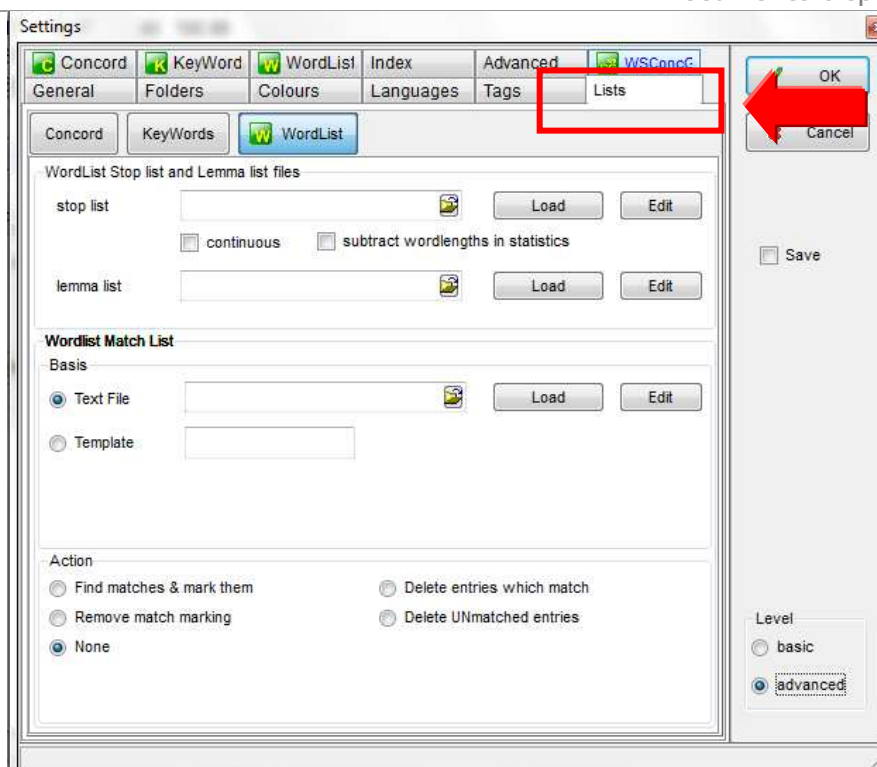 Settings
Concord KeyWord WordList Index Advanced WSConcG
General Folders Colours Languages Tags Lists
OK
Cancel
Concord KeyWords WordList
WordList Stop list and Lemma list files
stop list Load Edit
continuous subtract wordlengths in statistics
Save
lemma list Load Edit
Wordlist Match List
Basis
Text File Load Edit
Template
Action
Find matches & mark them Delete entries which match
Remove match marking Delete UNmatched entries
None
Level
basic
advanced